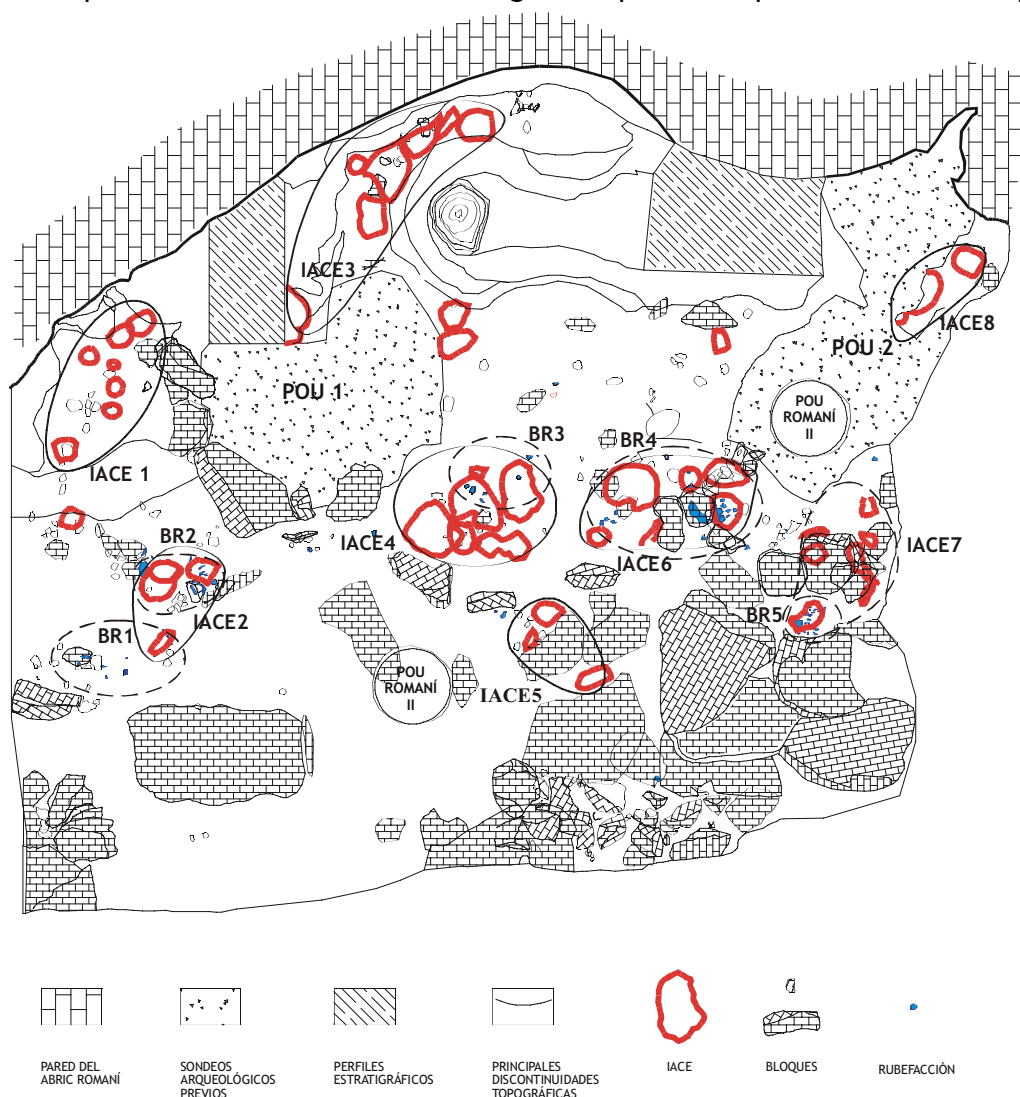 IACE3
IACE8
POU 2
POU 1
POU
ROMANÍ
II
BR3
BR4
IACE 1
IACE4
IACE6
IACE7
BR2
IACE2
BR5
BR1
POU
ROMANÍ
II
IACE5
PARED DEL
ABRIC ROMANÍ
SONDEOS
ARQUEOLÓGICOS
PREVIOS
PERFILES
ESTRATIGRÁFICOS
PRINCIPALES
DISCONTINUIDADES
TOPOGRÁFICAS
IACE
BLOQUES
RUBEFACCIÓN